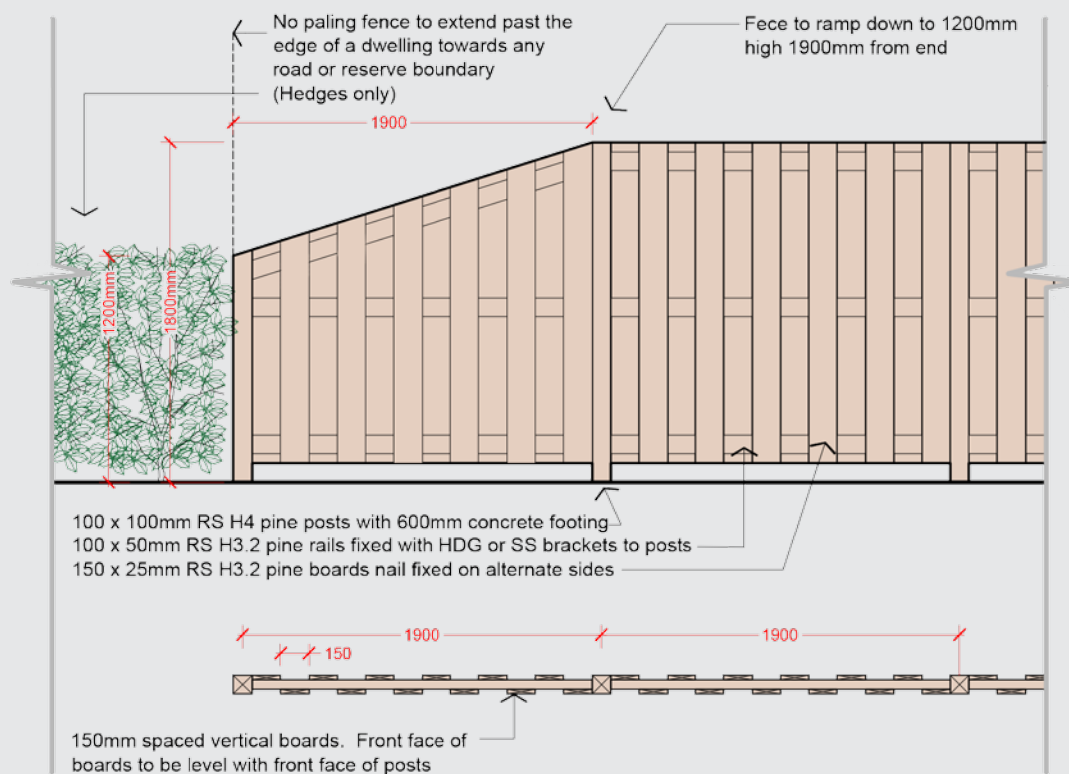 No paling fence to extend past the
edge of a dwelling towards any
road or reserve boundary
(Hedges only)
Fece to ramp down to 1200mm
high 1900mm from end
1900
1200mm
1800mm
100 x 100mm RS H4 pine posts with 600mm concrete footing
100 x 50mm RS H3.2 pine rails fixed with HDG or SS brackets to posts
150 x 25mm RS H3.2 pine boards nail fixed on alternate sides
1900
1900
150
150mm spaced vertical boards. Front face of
boards to be level with front face of posts